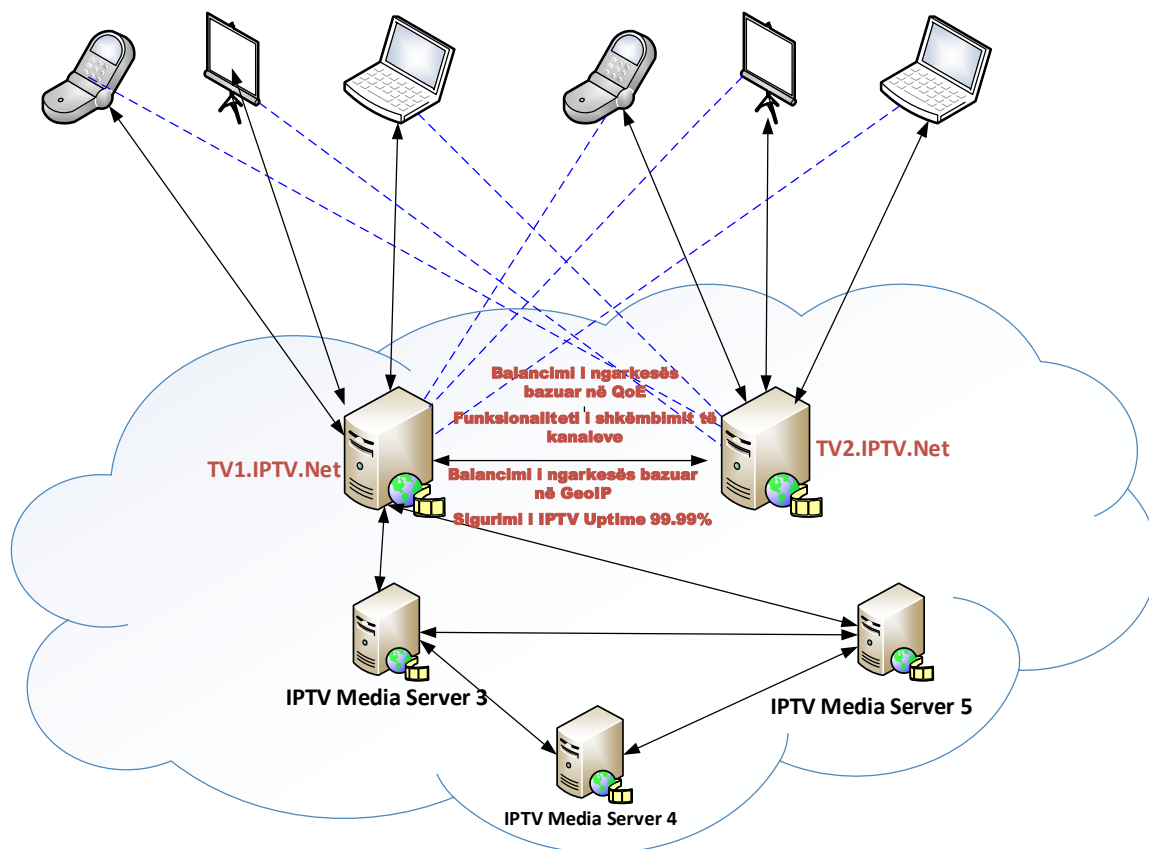 Balancimi i ngarkesës
bazuar në QoE
Funksionaliteti i shkëmbimit të
kanaleve
TV1.IPTV.Net
TV2.IPTV.Net
Balancimi i ngarkesës bazuar
në GeoIP
Sigurimi i IPTV Uptime 99.99%
IPTV Media Server 3
IPTV Media Server 5
IPTV Media Server 4